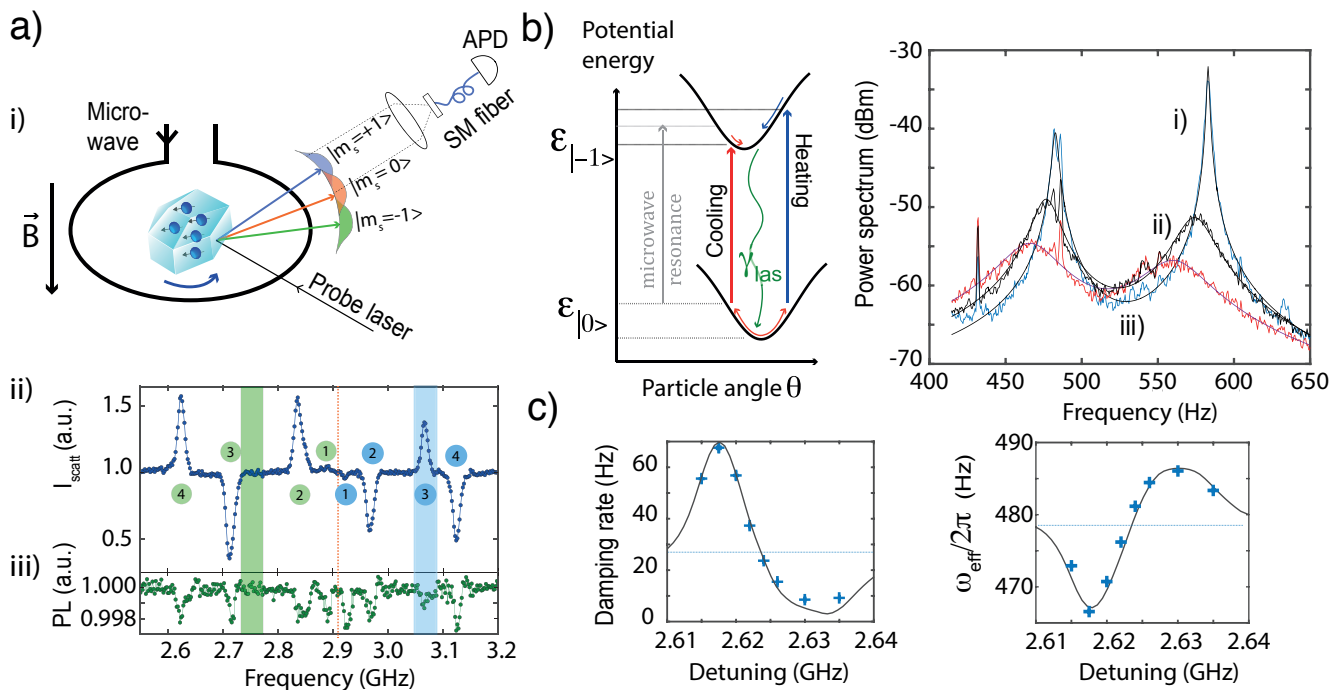 a)
i)
Micro-
wave
B
|m_s=+1>
|m_s=0>
|m_s=-1>
APD
SM fiber
Probe laser
ii)
I_scatt (a.u.)
1.5
1.0
0.5
3
1
2
4
4
2
1
3
iii)
PL (a.u.)
1.000
0.998
2.6 2.7 2.8 2.9 3.0 3.1 3.2
Frequency (GHz)
b)
Potential
energy
ε|-1>
ε|0>
microwave
resonance
Cooling
γlas
Heating
Particle angle θ
Power spectrum (dBm)
-30
-40
-50
-60
-70
i)
ii)
iii)
400 450 500 550 600 650
Frequency (Hz)
c)
Damping rate (Hz)
60
40
20
0
2.61 2.62 2.63 2.64
Detuning (GHz)
ω_eff/2π (Hz)
490
480
470
2.61 2.62 2.63 2.64
Detuning (GHz)